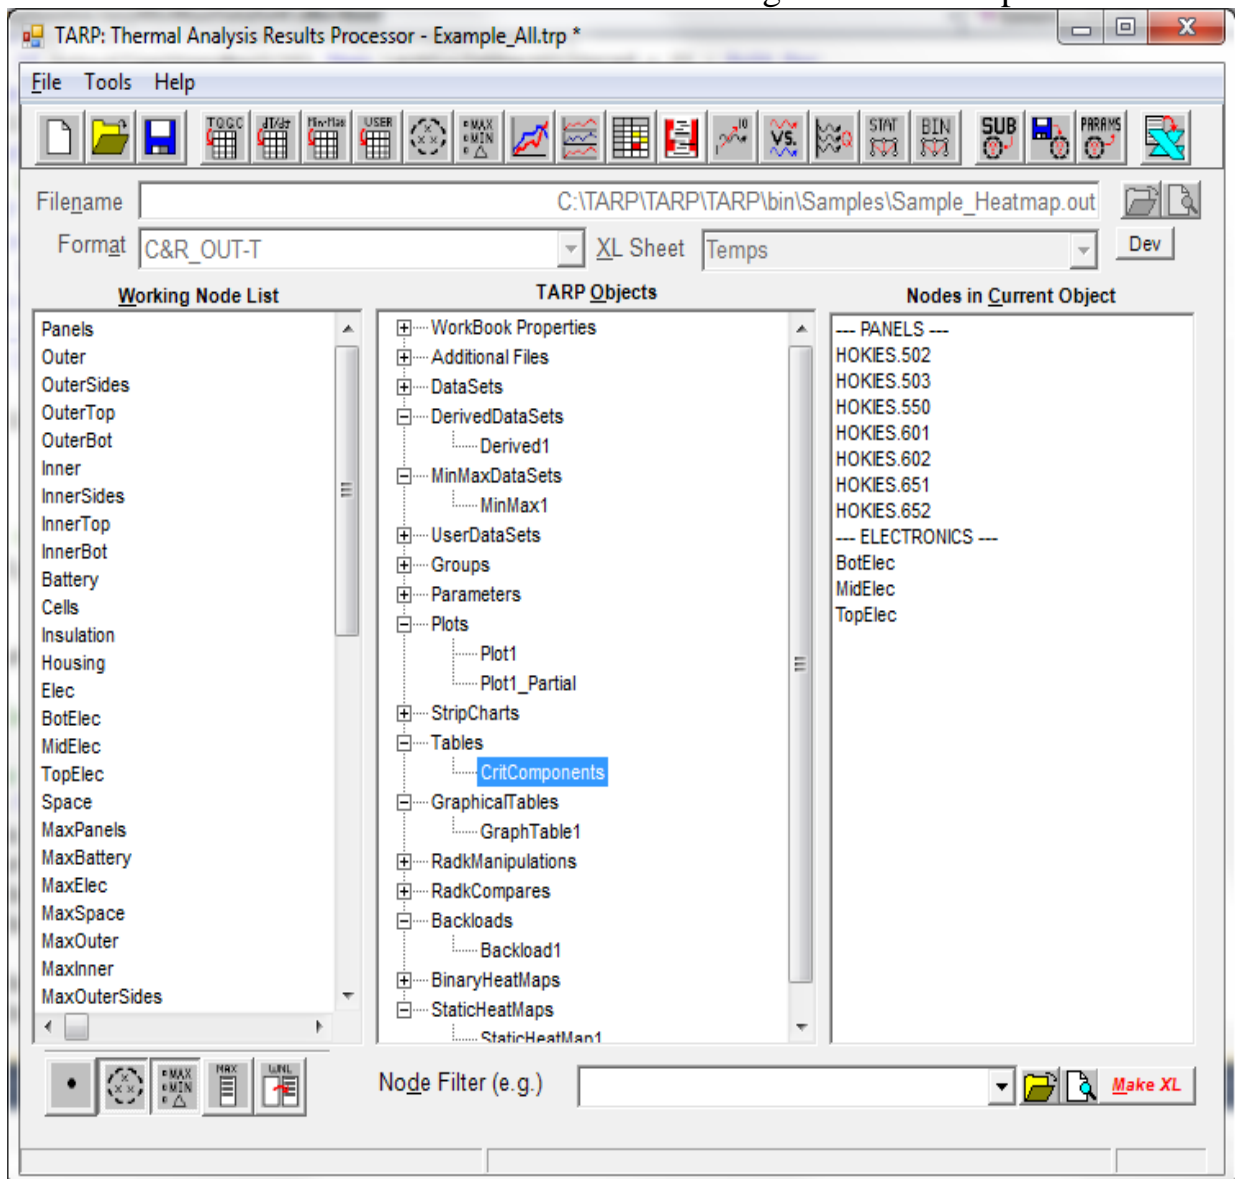 TARP: Thermal Analysis Results Processor - Example_All.trp *
File Tools Help
TQGC dT/dt Min-Max USER MAX MIN 10 VS. Q STAT BIN SUB PARAMS
Filename C:\TARP\TARP\TARP\bin\Samples\Sample_Heatmap.out
Format C&R_OUT-T XL Sheet Temps Dev
Working Node List
Panels
Outer
OuterSides
OuterTop
OuterBot
Inner
InnerSides
InnerTop
InnerBot
Battery
Cells
Insulation
Housing
Elec
BotElec
MidElec
TopElec
Space
MaxPanels
MaxBattery
MaxElec
MaxSpace
MaxOuter
MaxInner
MaxOuterSides
TARP Objects
WorkBook Properties
Additional Files
DataSets
DerivedDataSets
Derived1
MinMaxDataSets
MinMax1
UserDataSets
Groups
Parameters
Plots
Plot1
Plot1_Partial
StripCharts
Tables
CritComponents
GraphicalTables
GraphTable1
RadkManipulations
RadkCompares
Backloads
Backload1
BinaryHeatMaps
StaticHeatMaps
StaticHeatMap1
Nodes in Current Object
--- PANELS ---
HOKIES.502
HOKIES.503
HOKIES.550
HOKIES.601
HOKIES.602
HOKIES.651
HOKIES.652
--- ELECTRONICS ---
BotElec
MidElec
TopElec
MAX MIN MAX WNL Node Filter (e.g.) Make XL